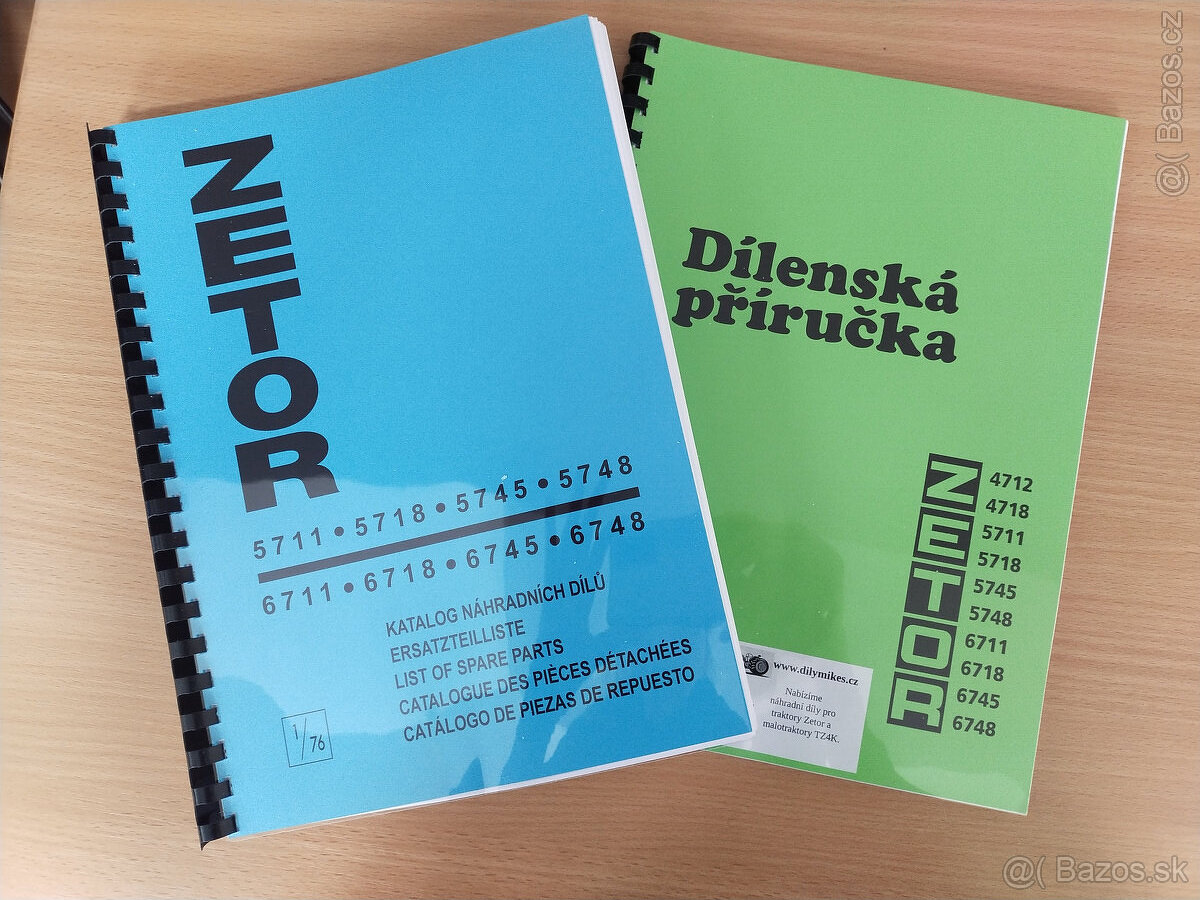 ZETOR
5711 • 5718 • 5745 • 5748
6711 • 6718 • 6745 • 6748
KATALOG NÁHRADNÍCH DÍLŮ
ERSATZTEILLISTE
LIST OF SPARE PARTS
CATALOGUE DES PIÈCES DÉTACHÉES
CATÁLOGO DE PIEZAS DE REPUESTO
1/76
Dílenská
příručka
ZETOR
4712
4718
5711
5718
5745
5748
6711
6718
6745
6748
www.dilymikes.cz
Nabízíme
náhradní díly pro
traktory Zetor a
malotraktory TZ4K.
@( Bazos.cz
@( Bazos.sk